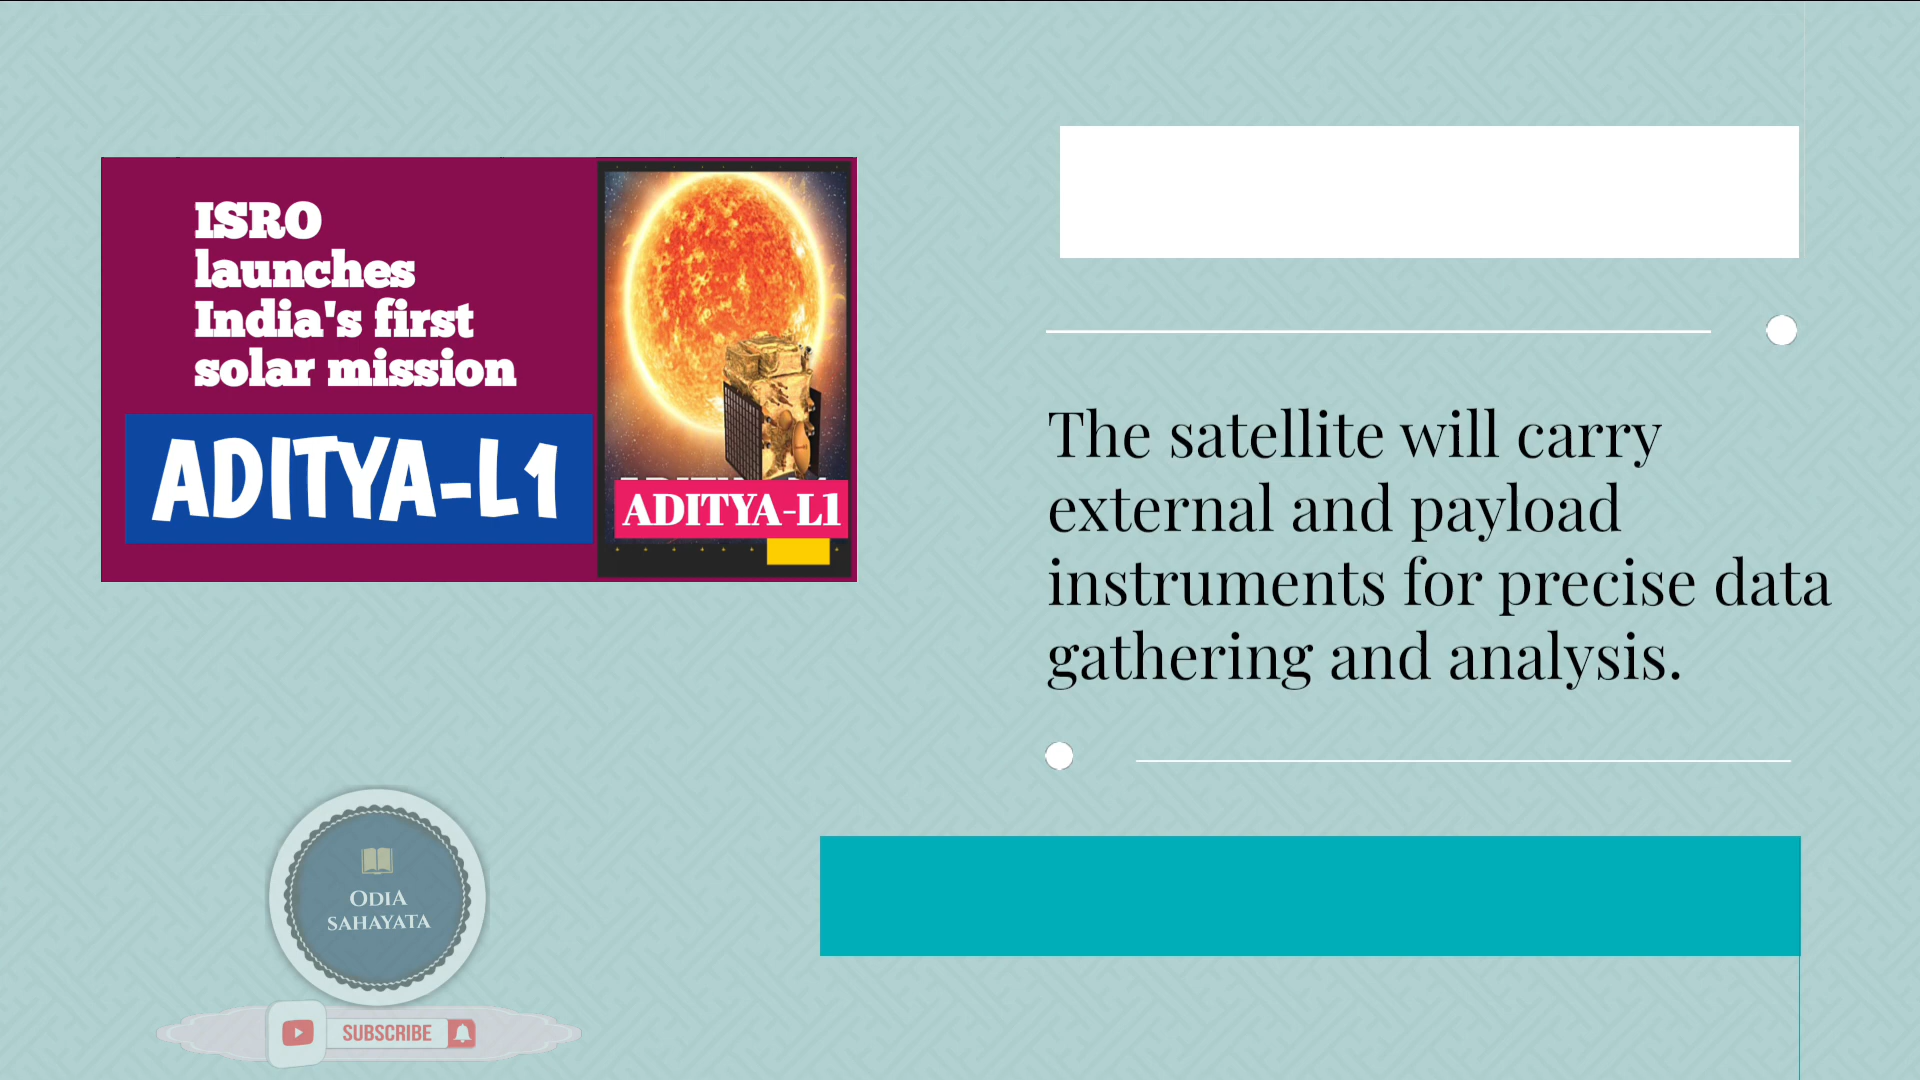 ISRO
launches
India's first
solar mission
ADITYA-L1
ADITYA-L1
The satellite will carry
external and payload
instruments for precise data
gathering and analysis.
ODIA
SAHAYATA
SUBSCRIBE